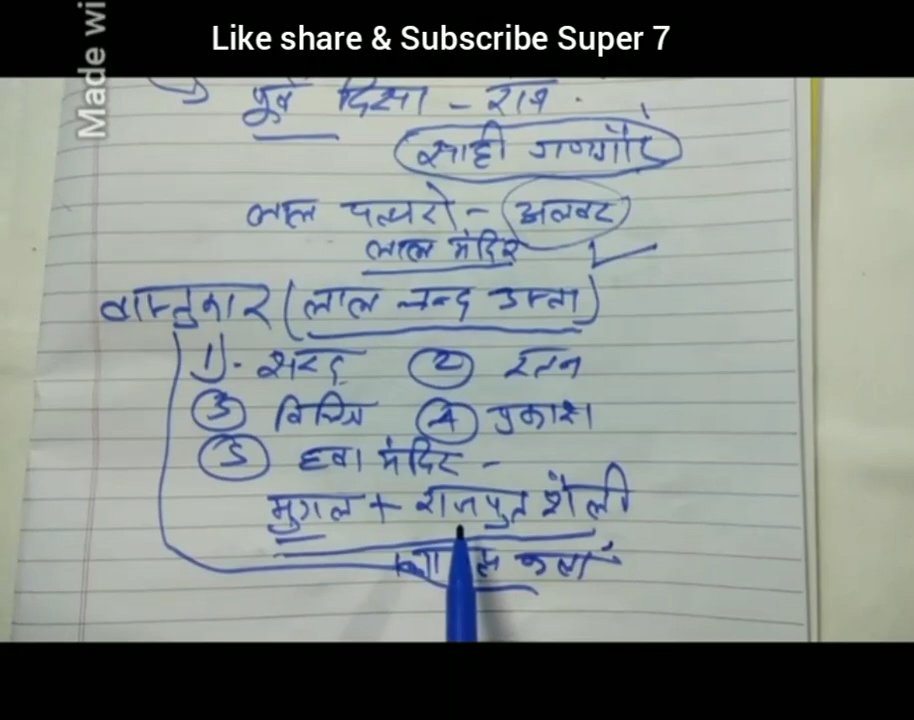 Like share & Subscribe Super 7
Made wi
पूर्व दिसा - राज
साही गणगौर
लाल पत्थरो - अलवर
लाल मंदिर
वास्तुकार (लाल चन्द उस्ता)
1). शरद ② रतन
③ विचित्र ④ प्रकाश
⑤ हवा मंदिर -
मुगल + राजपुत शैली
कला